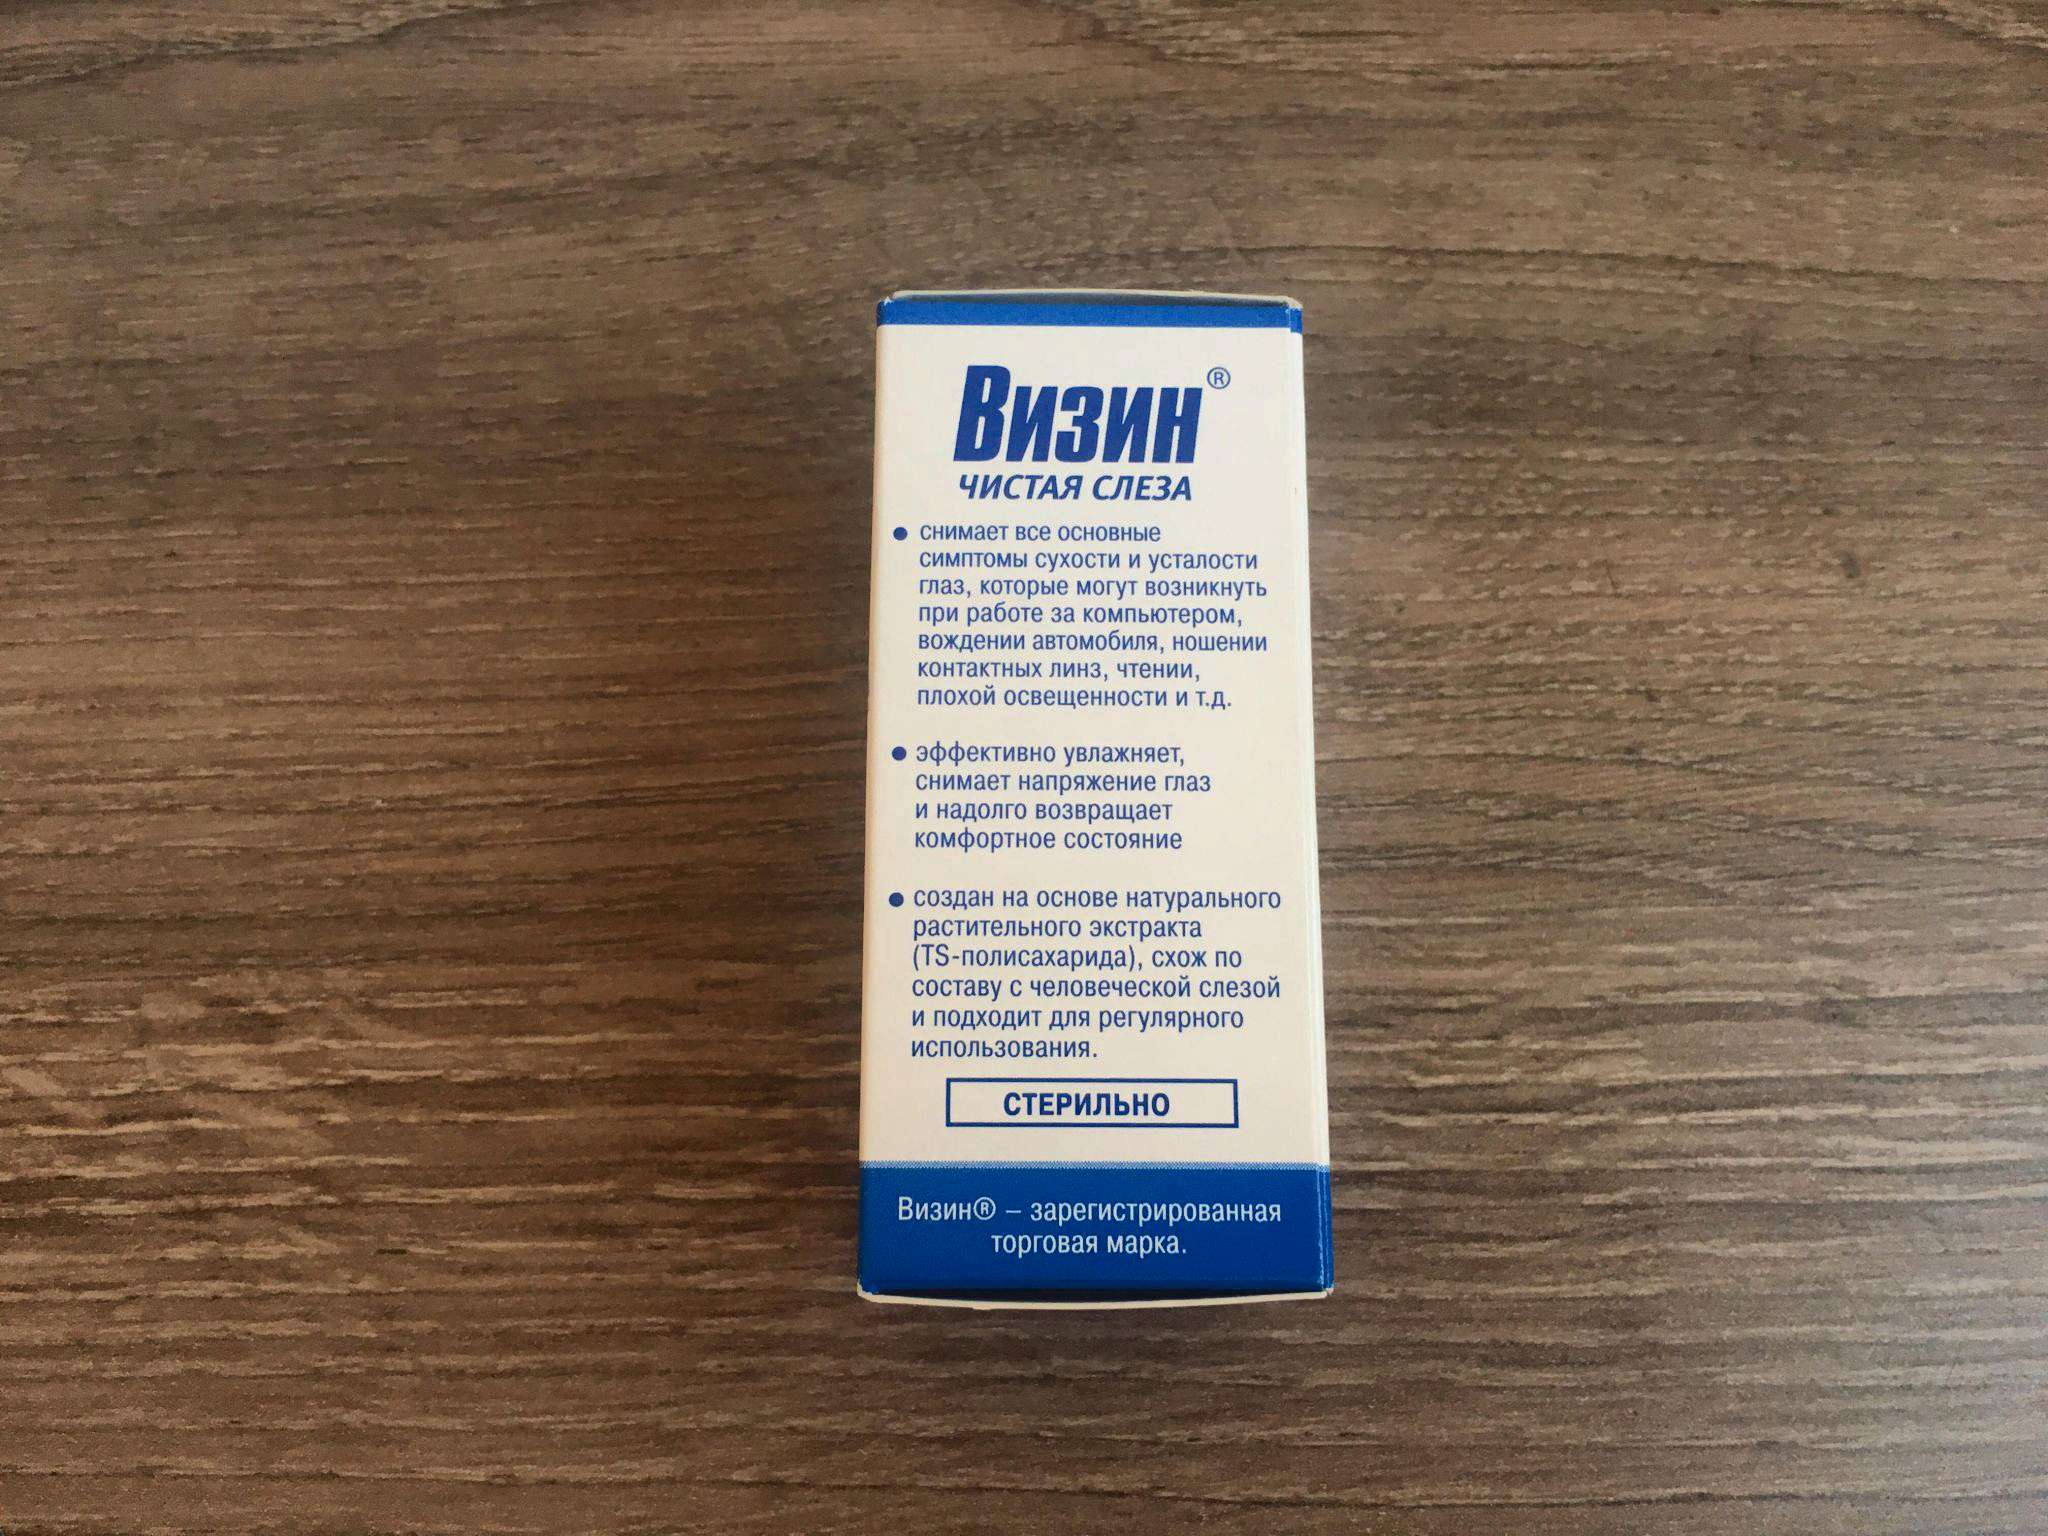 Визин®
ЧИСТАЯ СЛЕЗА
● снимает все основные
симптомы сухости и усталости
глаз, которые могут возникнуть
при работе за компьютером,
вождении автомобиля, ношении
контактных линз, чтении,
плохой освещенности и т.д.
● эффективно увлажняет,
снимает напряжение глаз
и надолго возвращает
комфортное состояние
● создан на основе натурального
растительного экстракта
(TS-полисахарида), схож по
составу с человеческой слезой
и подходит для регулярного
использования.
СТЕРИЛЬНО
Визин® – зарегистрированная
торговая марка.